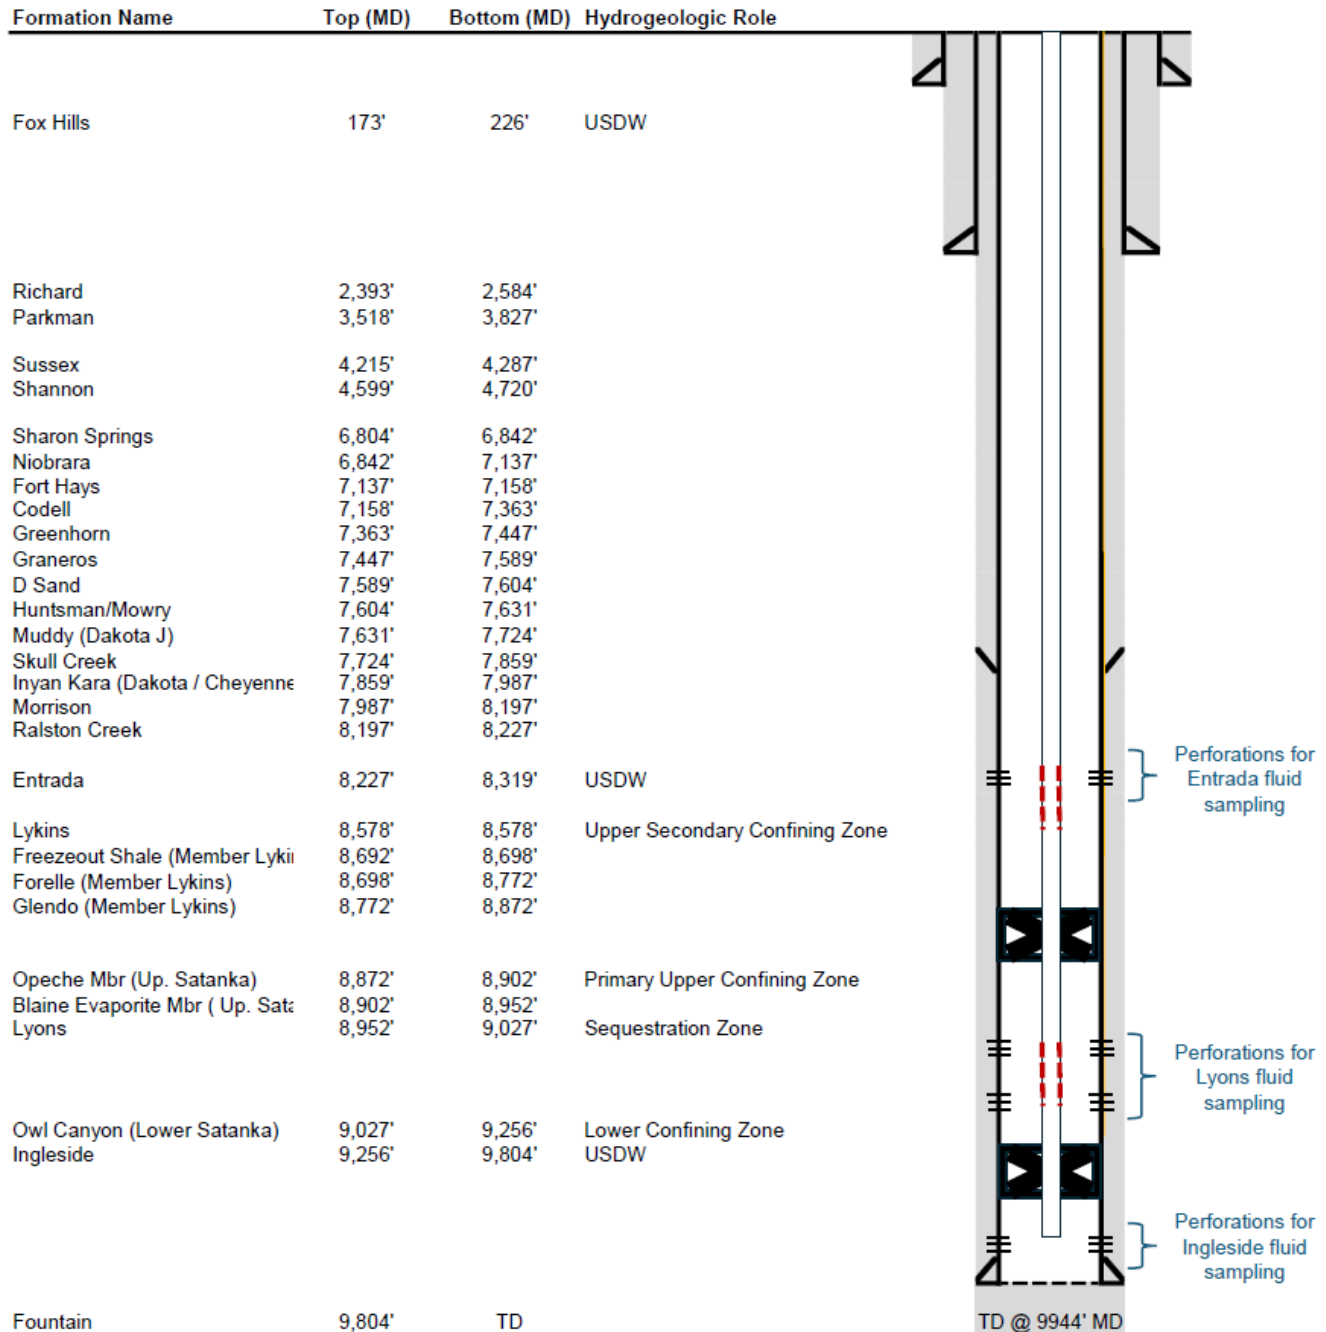 Formation Name Top (MD) Bottom (MD) Hydrogeologic Role
Fox Hills 173' 226' USDW
Richard 2,393' 2,584'
Parkman 3,518' 3,827'
Sussex 4,215' 4,287'
Shannon 4,599' 4,720'
Sharon Springs 6,804' 6,842'
Niobrara 6,842' 7,137'
Fort Hays 7,137' 7,158'
Codell 7,158' 7,363'
Greenhorn 7,363' 7,447'
Graneros 7,447' 7,589'
D Sand 7,589' 7,604'
Huntsman/Mowry 7,604' 7,631'
Muddy (Dakota J) 7,631' 7,724'
Skull Creek 7,724' 7,859'
Inyan Kara (Dakota / Cheyenne 7,859' 7,987'
Morrison 7,987' 8,197'
Ralston Creek 8,197' 8,227'
Entrada 8,227' 8,319' USDW
Perforations for
Entrada fluid
sampling
Lykins 8,578' 8,578' Upper Secondary Confining Zone
Freezeout Shale (Member Lykin 8,692' 8,698'
Forelle (Member Lykins) 8,698' 8,772'
Glendo (Member Lykins) 8,772' 8,872'
Opeche Mbr (Up. Satanka) 8,872' 8,902' Primary Upper Confining Zone
Blaine Evaporite Mbr ( Up. Sata 8,902' 8,952'
Lyons 8,952' 9,027' Sequestration Zone
Perforations for
Lyons fluid
sampling
Owl Canyon (Lower Satanka) 9,027' 9,256' Lower Confining Zone
Ingleside 9,256' 9,804' USDW
Perforations for
Ingleside fluid
sampling
Fountain 9,804' TD TD @ 9944' MD